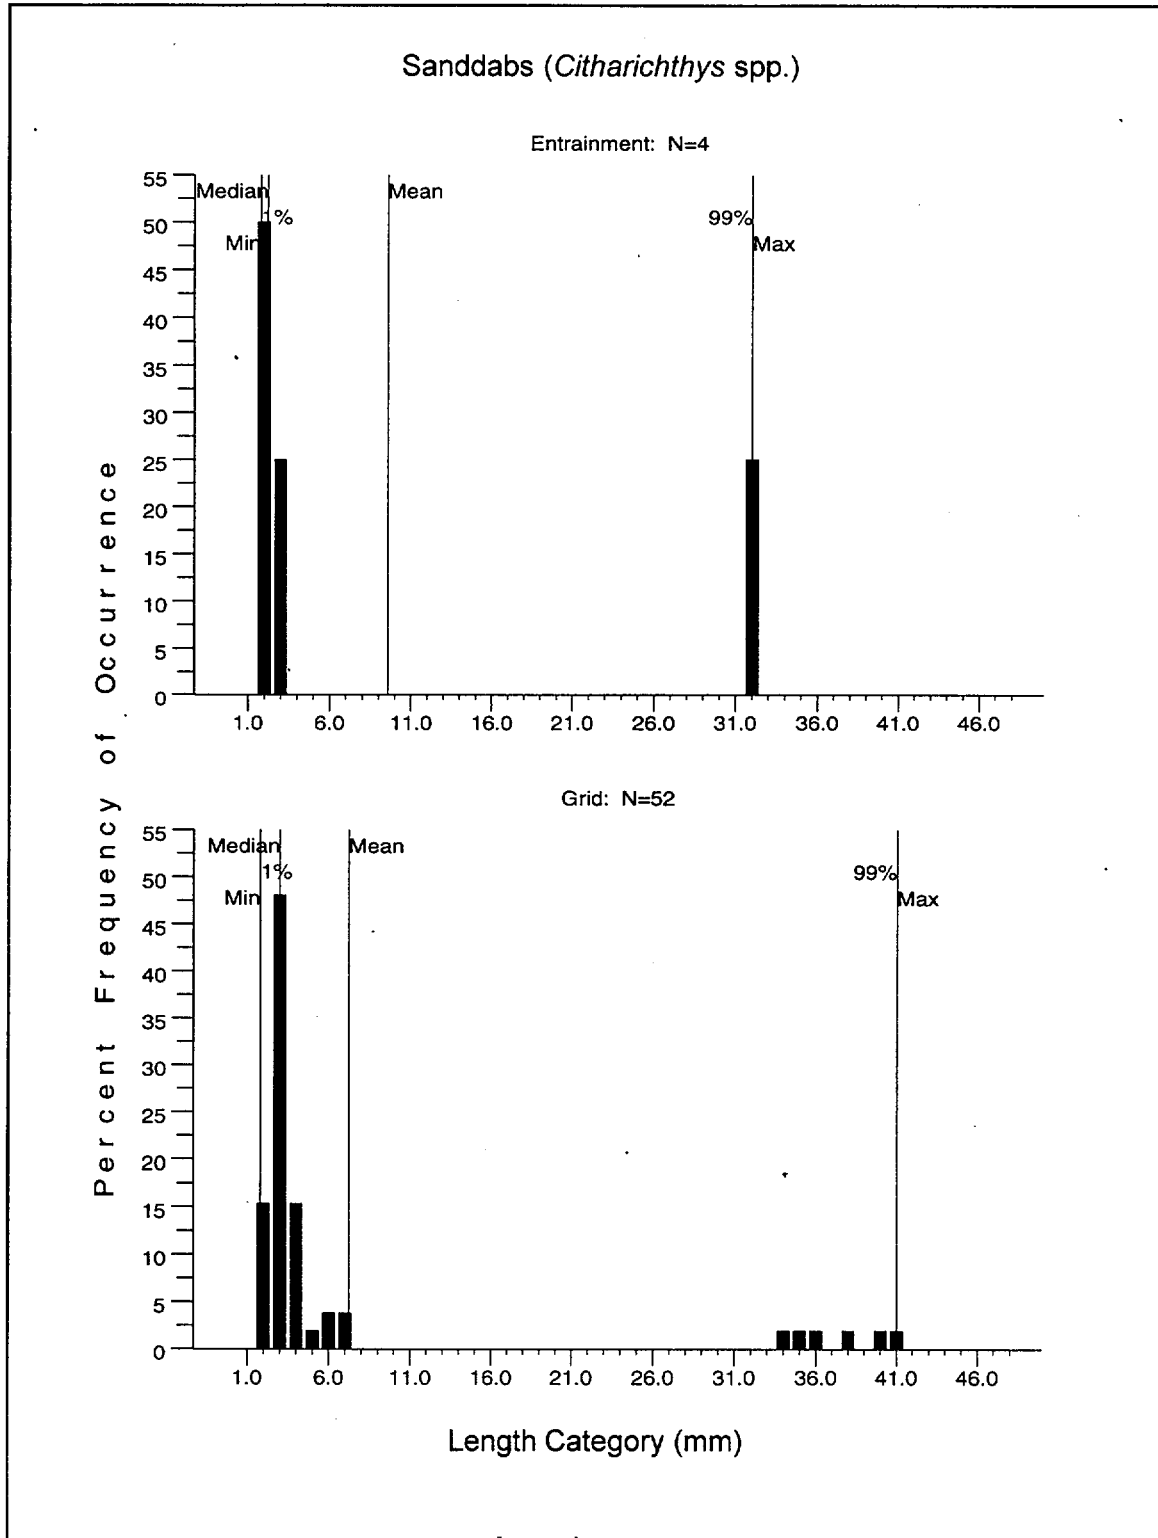 Sanddabs (Citharichthys spp.)
Entrainment: N=4
55
Median
Mean
50
1%
99%
Min
Max
45
40
35
30
25
20
15
10
5
0
1.0 6.0 11.0 16.0 21.0 26.0 31.0 36.0 41.0 46.0
Percent Frequency of Occurrence
Grid: N=52
55
Median
Mean
50
1%
99%
Min
Max
45
40
35
30
25
20
15
10
5
0
1.0 6.0 11.0 16.0 21.0 26.0 31.0 36.0 41.0 46.0
Length Category (mm)